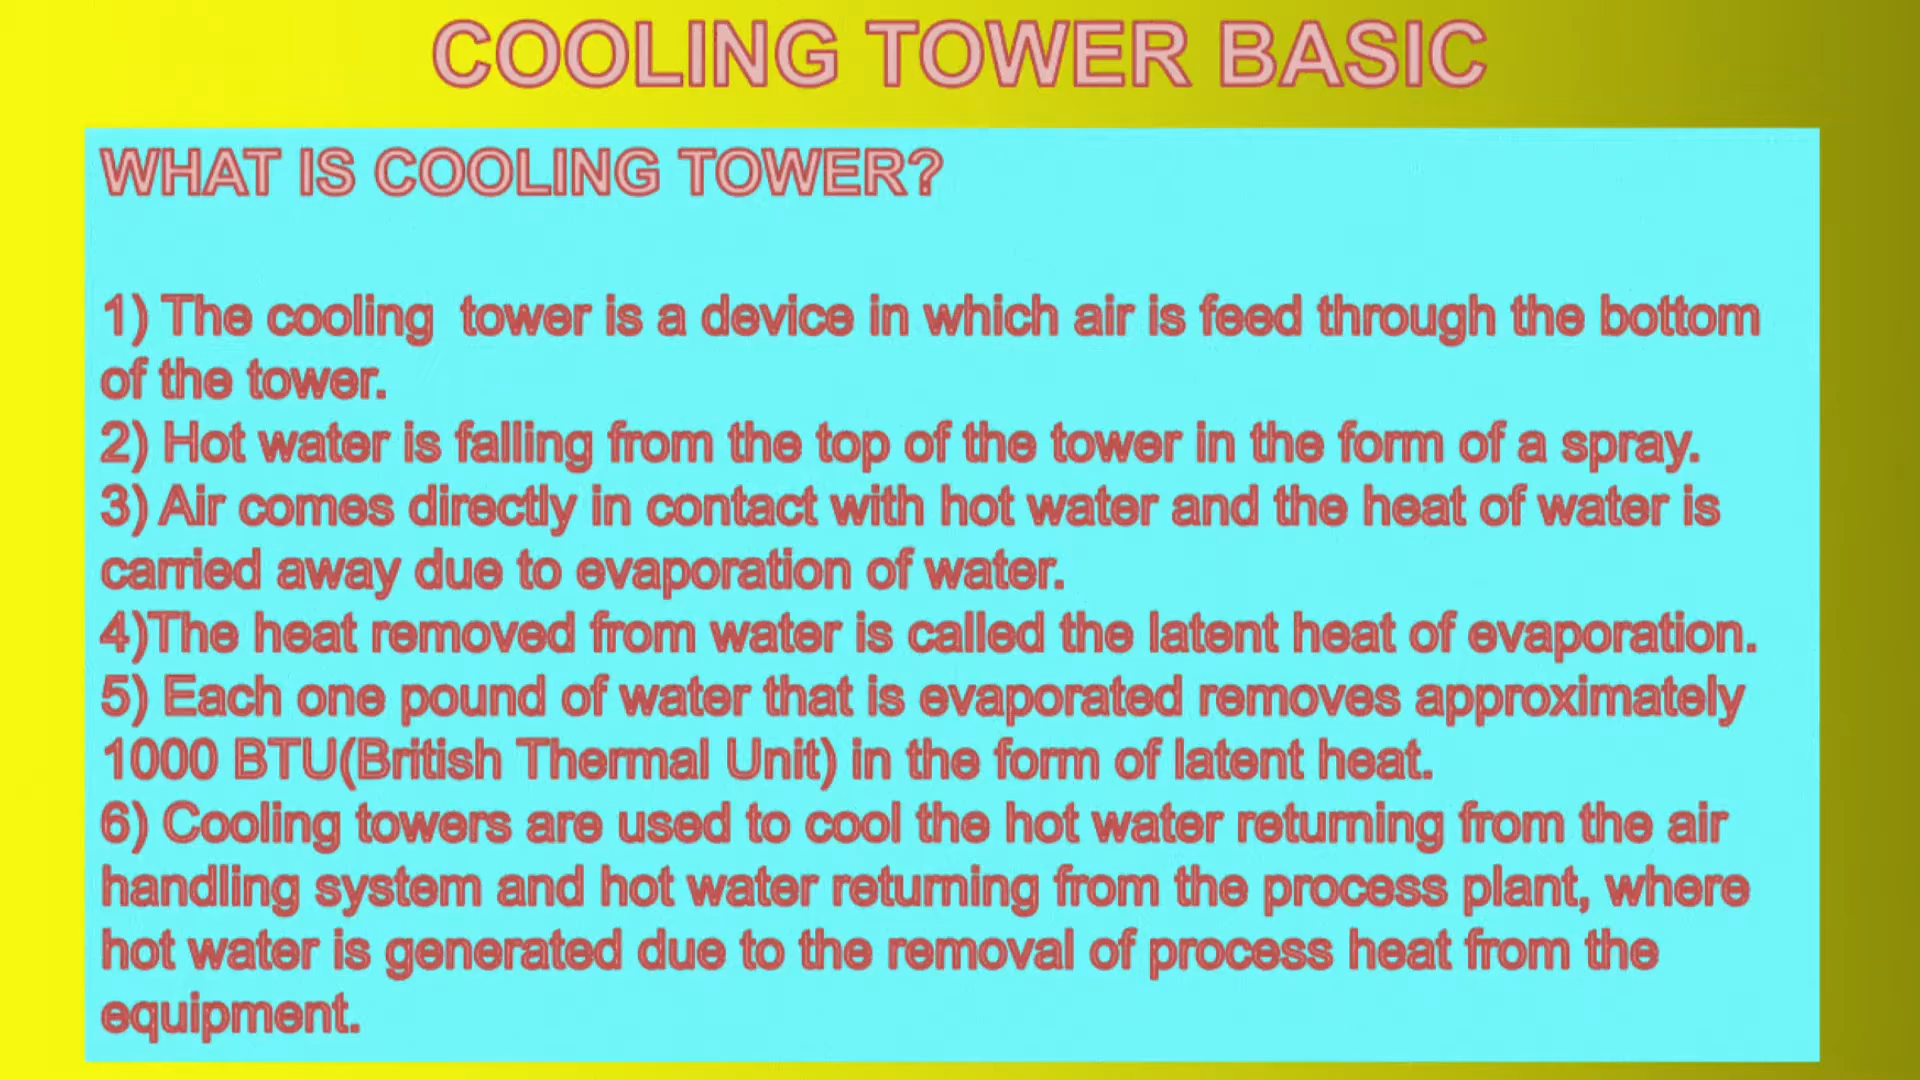 COOLING TOWER BASIC
WHAT IS COOLING TOWER?
1) The cooling tower is a device in which air is feed through the bottom
of the tower.
2) Hot water is falling from the top of the tower in the form of a spray.
3) Air comes directly in contact with hot water and the heat of water is
carried away due to evaporation of water.
4)The heat removed from water is called the latent heat of evaporation.
5) Each one pound of water that is evaporated removes approximately
1000 BTU(British Thermal Unit) in the form of latent heat.
6) Cooling towers are used to cool the hot water returning from the air
handling system and hot water returning from the process plant, where
hot water is generated due to the removal of process heat from the
equipment.